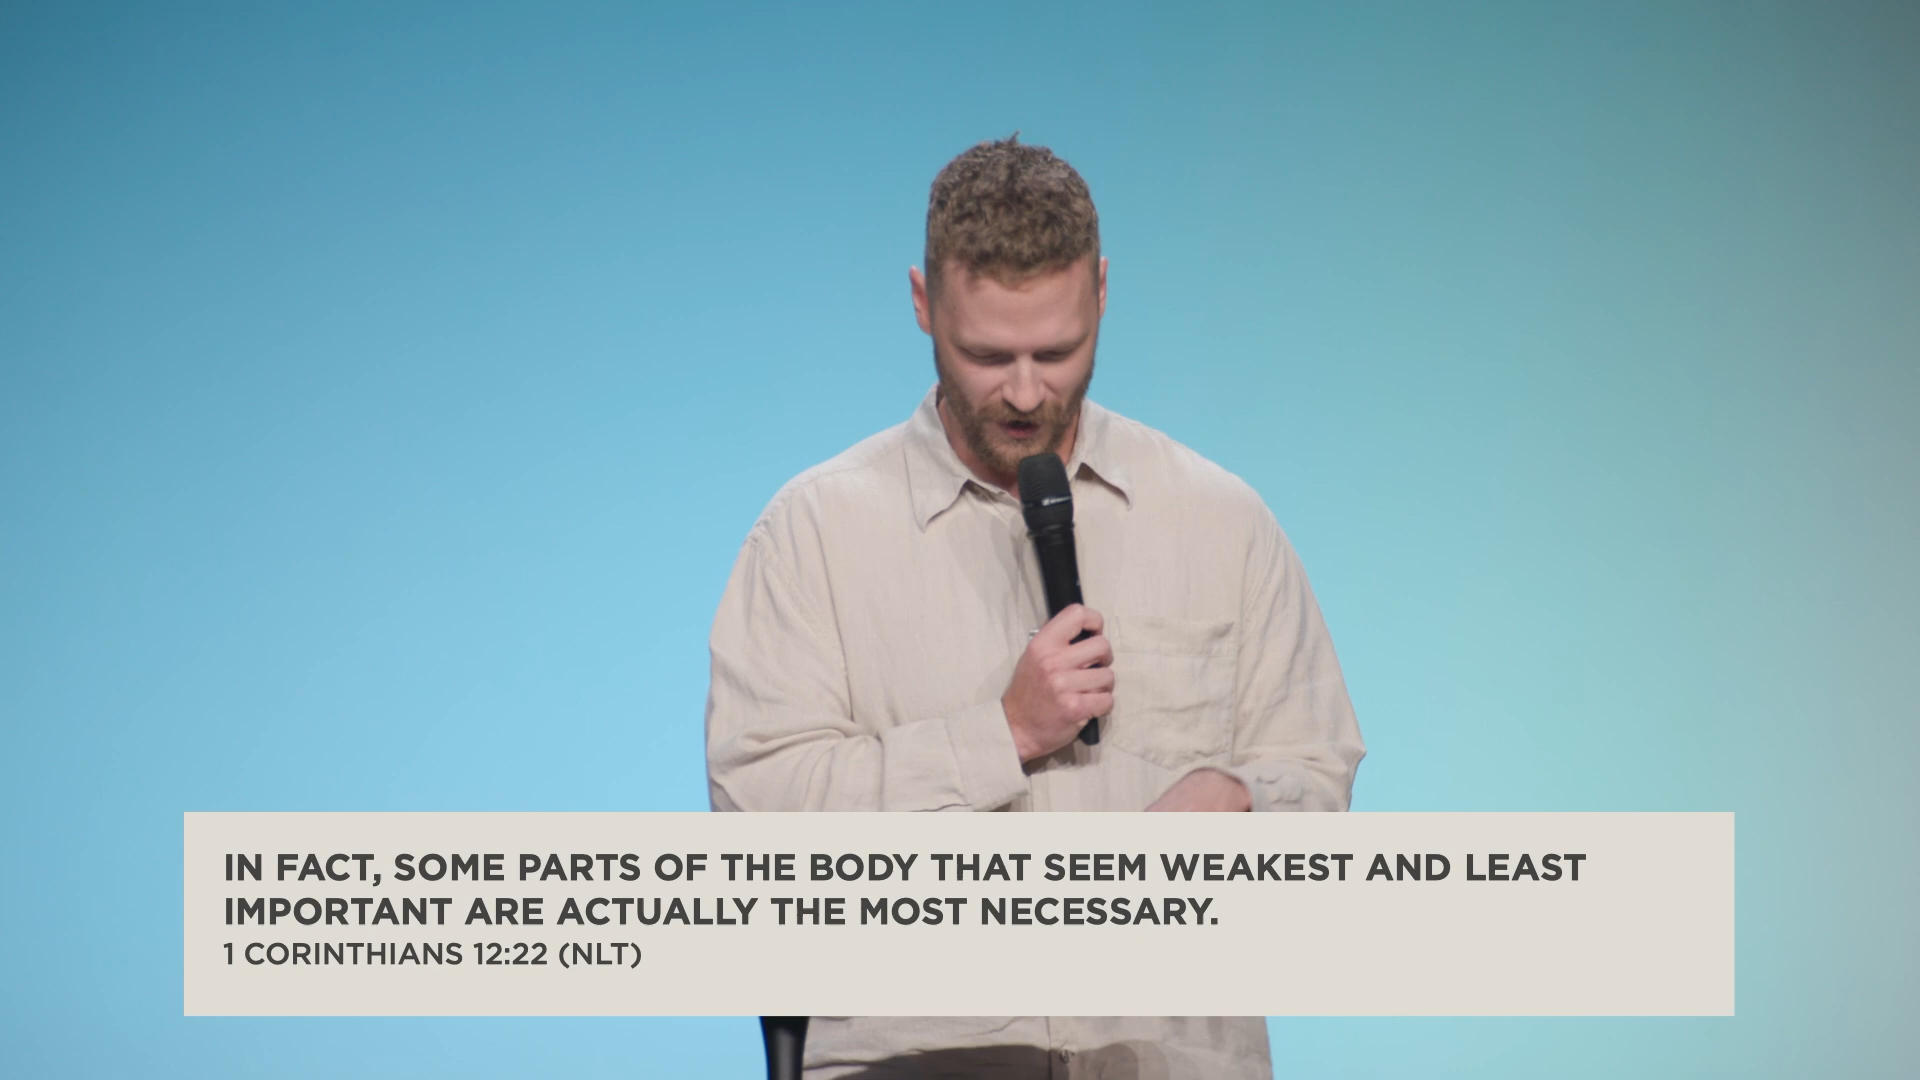 IN FACT, SOME PARTS OF THE BODY THAT SEEM WEAKEST AND LEAST
IMPORTANT ARE ACTUALLY THE MOST NECESSARY.
1 CORINTHIANS 12:22 (NLT)